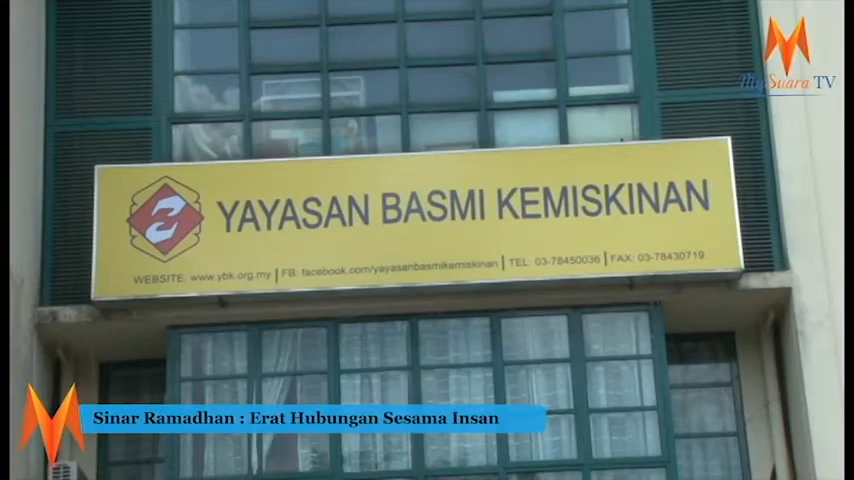 MySuara TV
YAYASAN BASMI KEMISKINAN
WEBSITE: www.ybk.org.my | FB: facebook.com/yayasanbasmikemiskinan | TEL: 03-78450036 | FAX: 03-78430719
Sinar Ramadhan : Erat Hubungan Sesama Insan